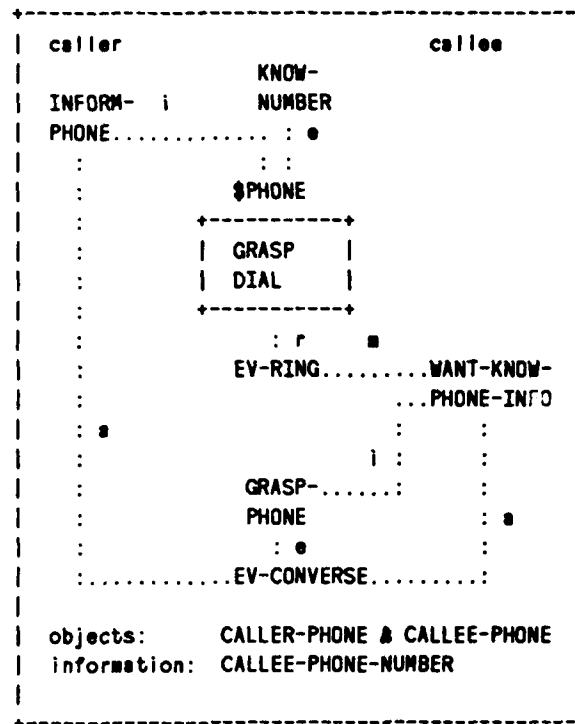 caller callee
KNOW-
INFORM- i NUMBER
PHONE............. : e
: : :
: $PHONE
: +------------+
: | GRASP |
: | DIAL |
: +------------+
: : r m
: EV-RING.........WANT-KNOW-
: ...PHONE-INFO
: a : :
: i : :
: GRASP-......: :
: PHONE : a
: : e :
:............EV-CONVERSE.........:
objects: CALLER-PHONE & CALLEE-PHONE
information: CALLEE-PHONE-NUMBER